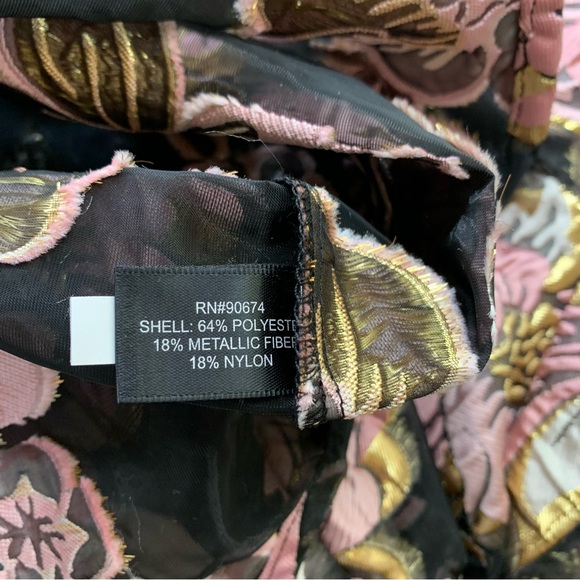 RN#90674
SHELL: 64% POLYESTE
18% METALLIC FIBER
18% NYLON